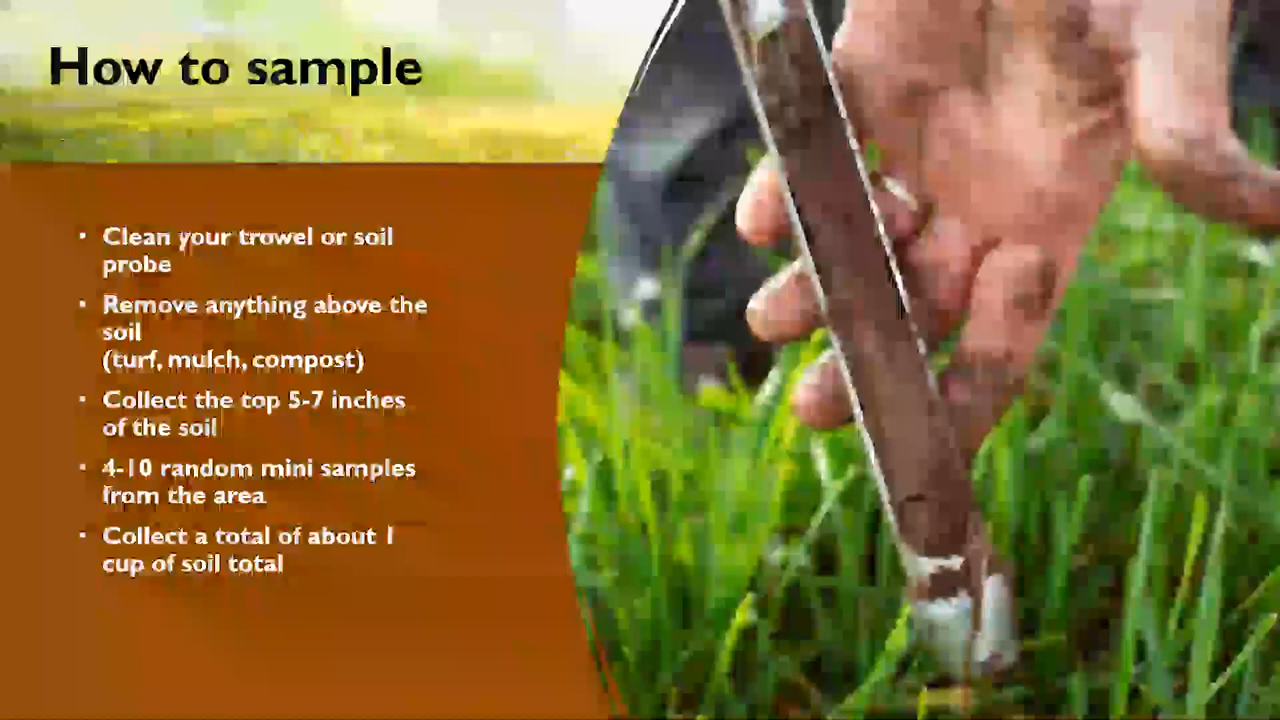 How to sample
• Clean your trowel or soil
probe
• Remove anything above the
soil
(turf, mulch, compost)
• Collect the top 5-7 inches
of the soil
• 4-10 random mini samples
from the area
• Collect a total of about 1
cup of soil total